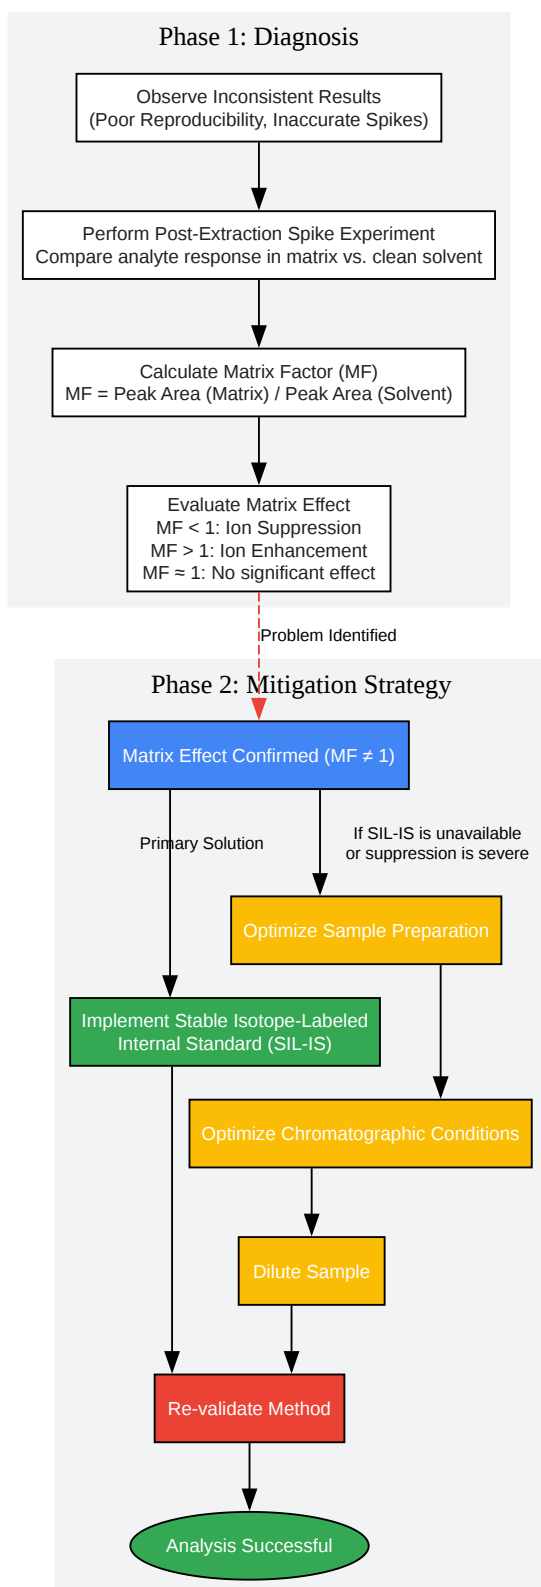 Phase 1: Diagnosis
Observe Inconsistent Results
(Poor Reproducibility, Inaccurate Spikes)
Perform Post-Extraction Spike Experiment
Compare analyte response in matrix vs. clean solvent
Calculate Matrix Factor (MF)
MF = Peak Area (Matrix) / Peak Area (Solvent)
Evaluate Matrix Effect
MF < 1: Ion Suppression
MF > 1: Ion Enhancement
MF ≈ 1: No significant effect
Problem Identified
Phase 2: Mitigation Strategy
Matrix Effect Confirmed (MF ≠ 1)
Primary Solution
If SIL-IS is unavailable
or suppression is severe
Optimize Sample Preparation
Implement Stable Isotope-Labeled
Internal Standard (SIL-IS)
Optimize Chromatographic Conditions
Dilute Sample
Re-validate Method
Analysis Successful